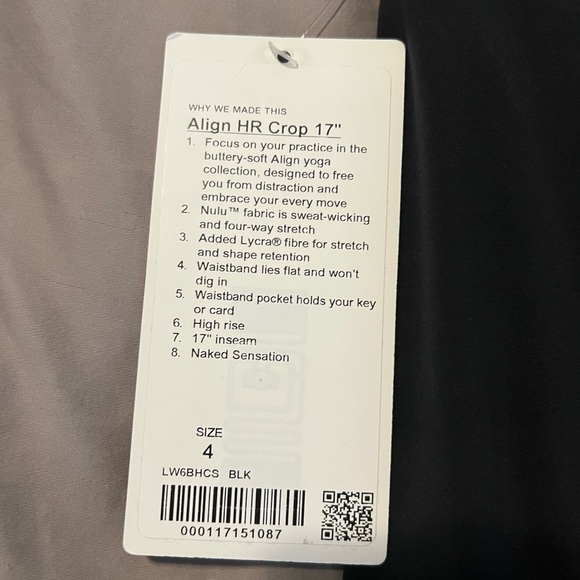 WHY WE MADE THIS
Align HR Crop 17"
1. Focus on your practice in the
buttery-soft Align yoga
collection, designed to free
you from distraction and
embrace your every move
2. Nulu™ fabric is sweat-wicking
and four-way stretch
3. Added Lycra® fibre for stretch
and shape retention
4. Waistband lies flat and won't
dig in
5. Waistband pocket holds your key
or card
6. High rise
7. 17" inseam
8. Naked Sensation
SIZE
4
LW6BHCS BLK
000117151087